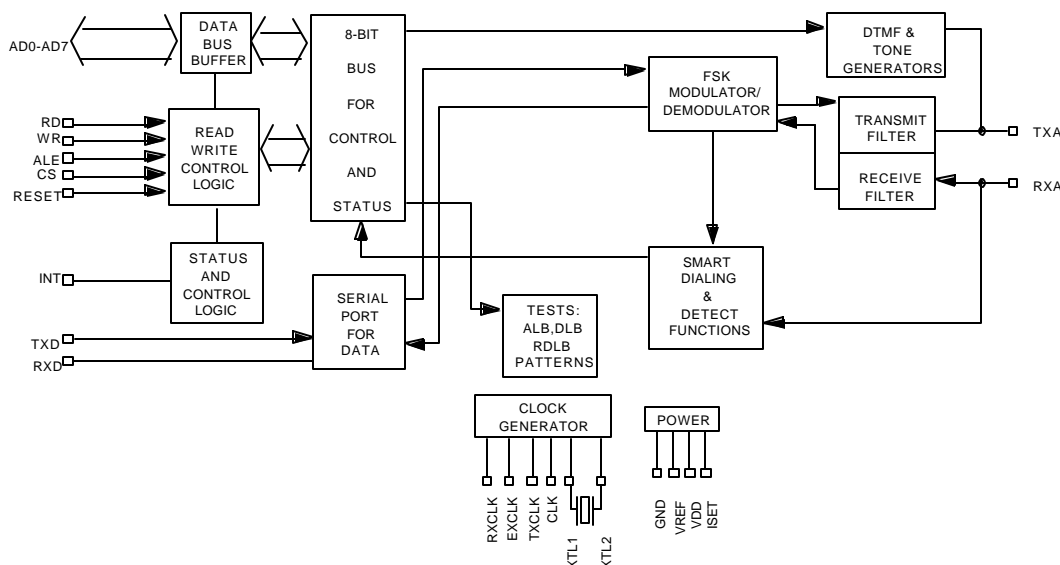 AD0-AD7
DATA
BUS
BUFFER
8-BIT
BUS
FOR
CONTROL
AND
STATUS
DTMF &
TONE
GENERATORS
FSK
MODULATOR/
DEMODULATOR
TRANSMIT
FILTER
RECEIVE
FILTER
TXA
RXA
RD
WR
ALE
CS
RESET
READ
WRITE
CONTROL
LOGIC
INT
STATUS
AND
CONTROL
LOGIC
SMART
DIALING
&
DETECT
FUNCTIONS
TXD
RXD
SERIAL
PORT
FOR
DATA
TESTS:
ALB,DLB
RDLB
PATTERNS
CLOCK
GENERATOR
POWER
RXCLK
EXCLK
TXCLK
CLK
XTL1
XTL2
GND
VREF
VDD
ISET